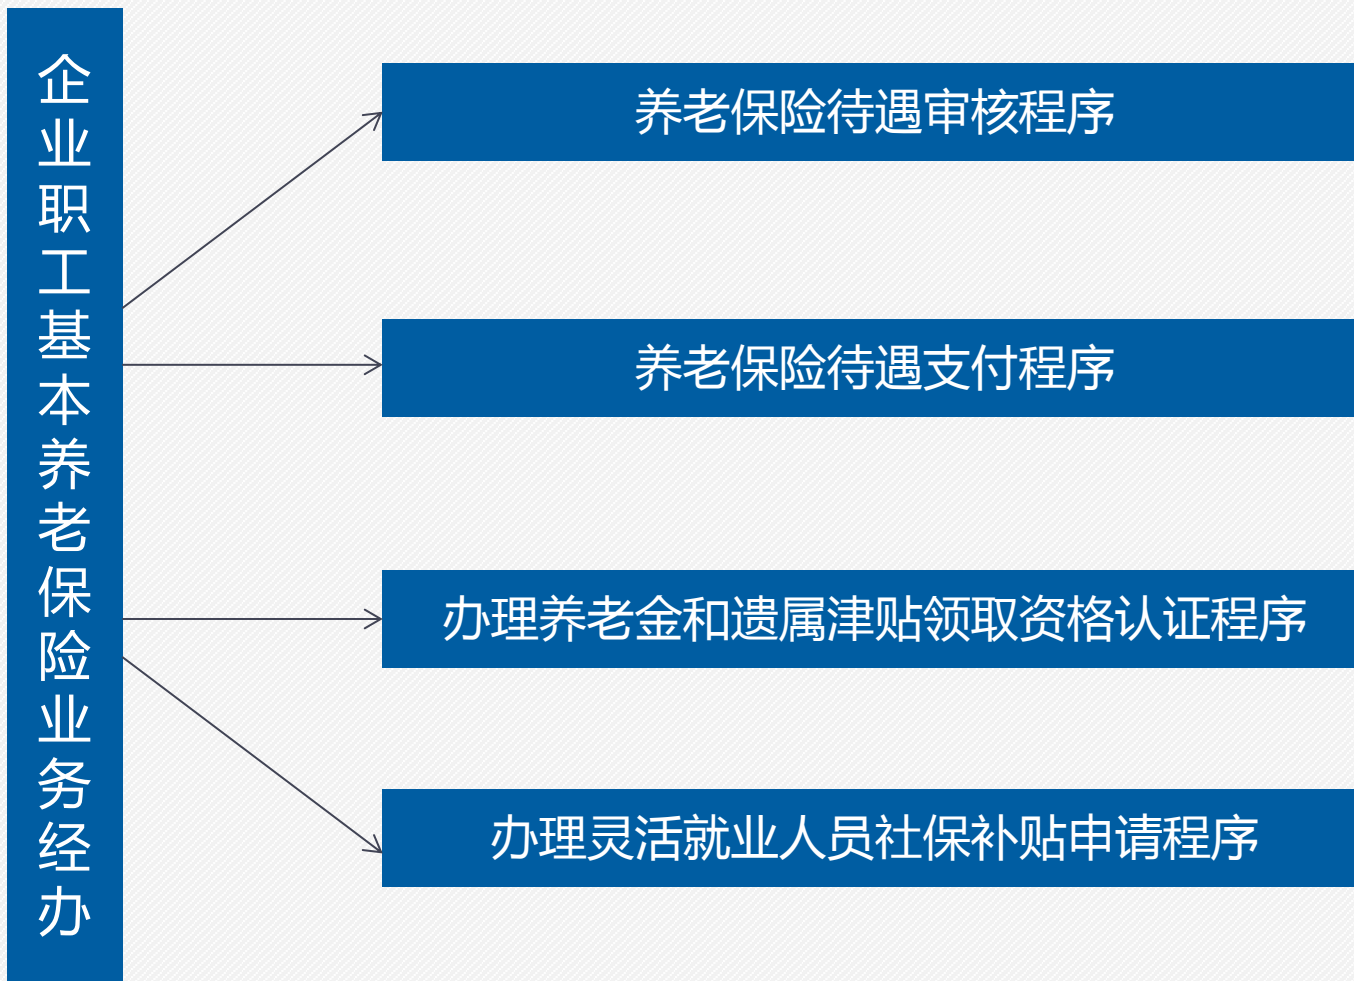 企业职工基本养老保险业务经办
养老保险待遇审核程序
养老保险待遇支付程序
办理养老金和遗属津贴领取资格认证程序
办理灵活就业人员社保补贴申请程序